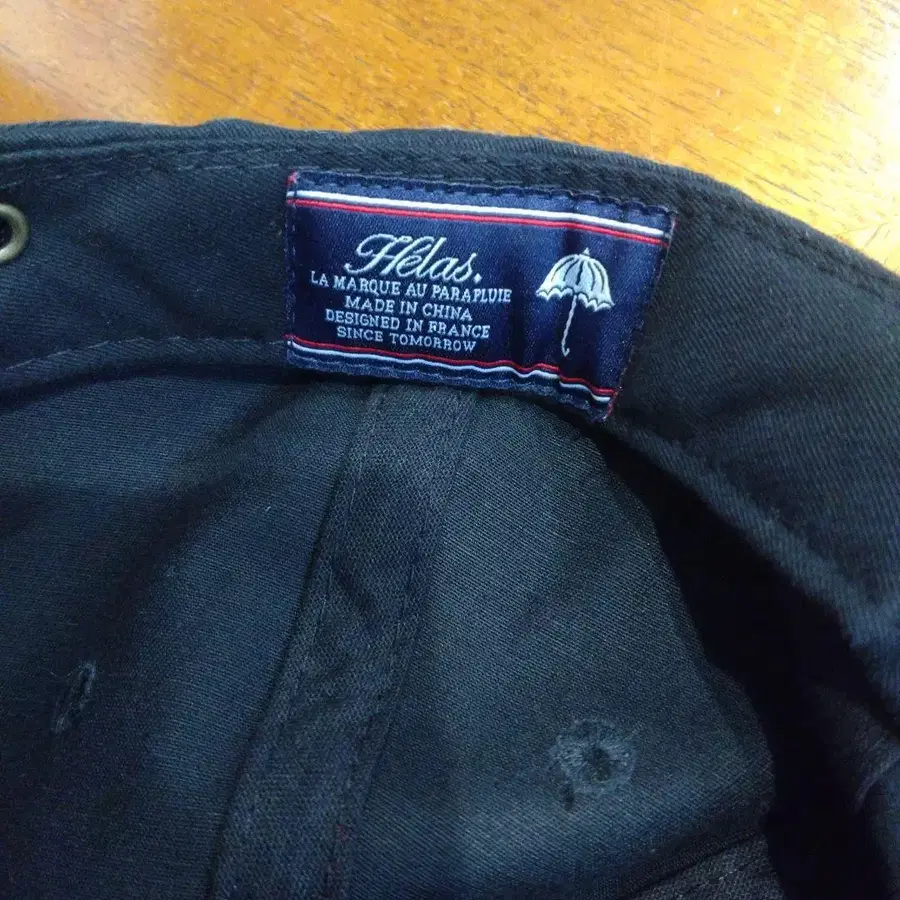 Hélas.
LA MARQUE AU PARAPLUIE
MADE IN CHINA
DESIGNED IN FRANCE
SINCE TOMORROW